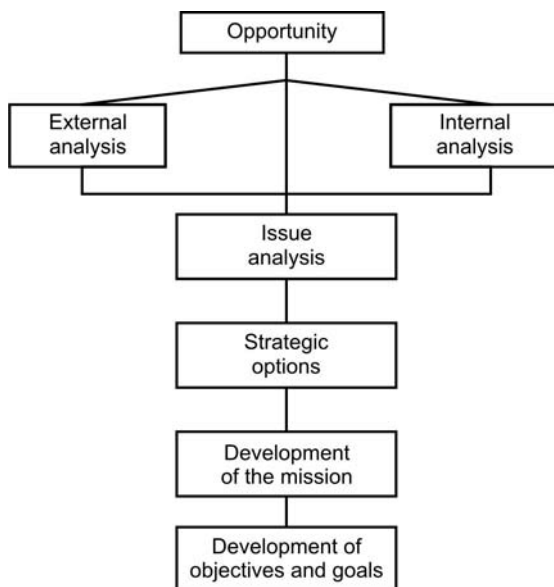 Opportunity
External
analysis
Internal
analysis
Issue
analysis
Strategic
options
Development
of the mission
Development of
objectives and goals